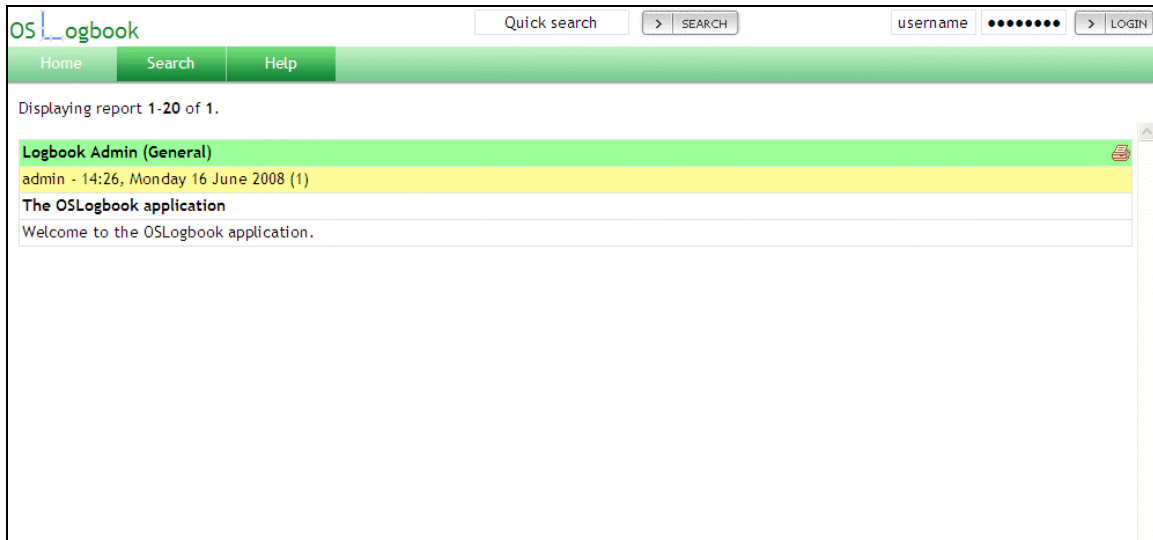 OS Logbook
Quick search
> SEARCH
username
••••••••
> LOGIN
Home Search Help
Displaying report 1-20 of 1.
Logbook Admin (General)
admin - 14:26, Monday 16 June 2008 (1)
The OSLogbook application
Welcome to the OSLogbook application.